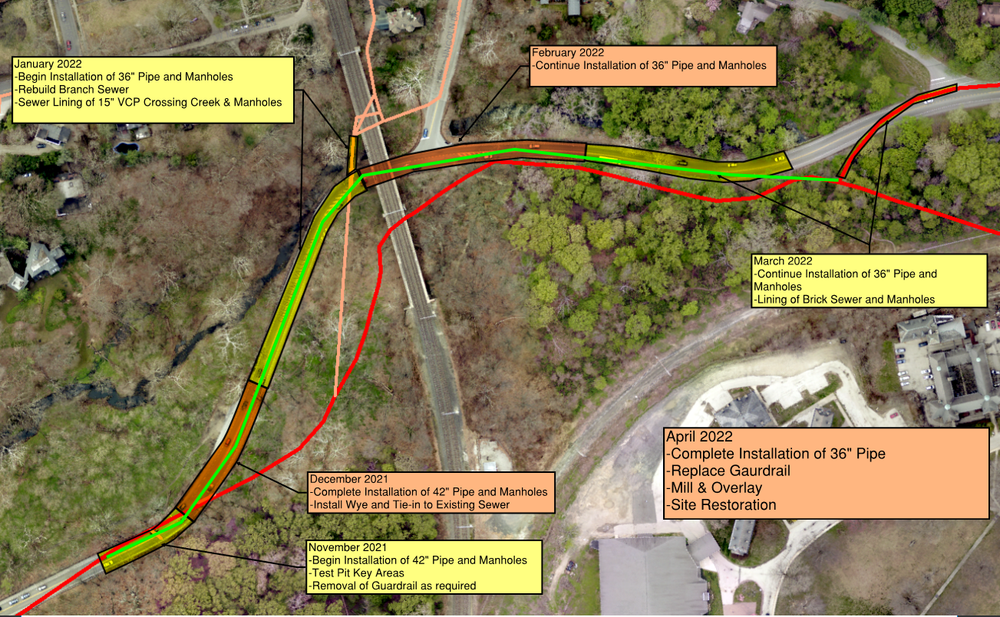 January 2022
-Begin Installation of 36" Pipe and Manholes
-Rebuild Branch Sewer
-Sewer Lining of 15" VCP Crossing Creek & Manholes
February 2022
-Continue Installation of 36" Pipe and Manholes
March 2022
-Continue Installation of 36" Pipe and
Manholes
-Lining of Brick Sewer and Manholes
April 2022
-Complete Installation of 36" Pipe
-Replace Gaurdrail
-Mill & Overlay
-Site Restoration
December 2021
-Complete Installation of 42" Pipe and Manholes
-Install Wye and Tie-in to Existing Sewer
November 2021
-Begin Installation of 42" Pipe and Manholes
-Test Pit Key Areas
-Removal of Guardrail as required